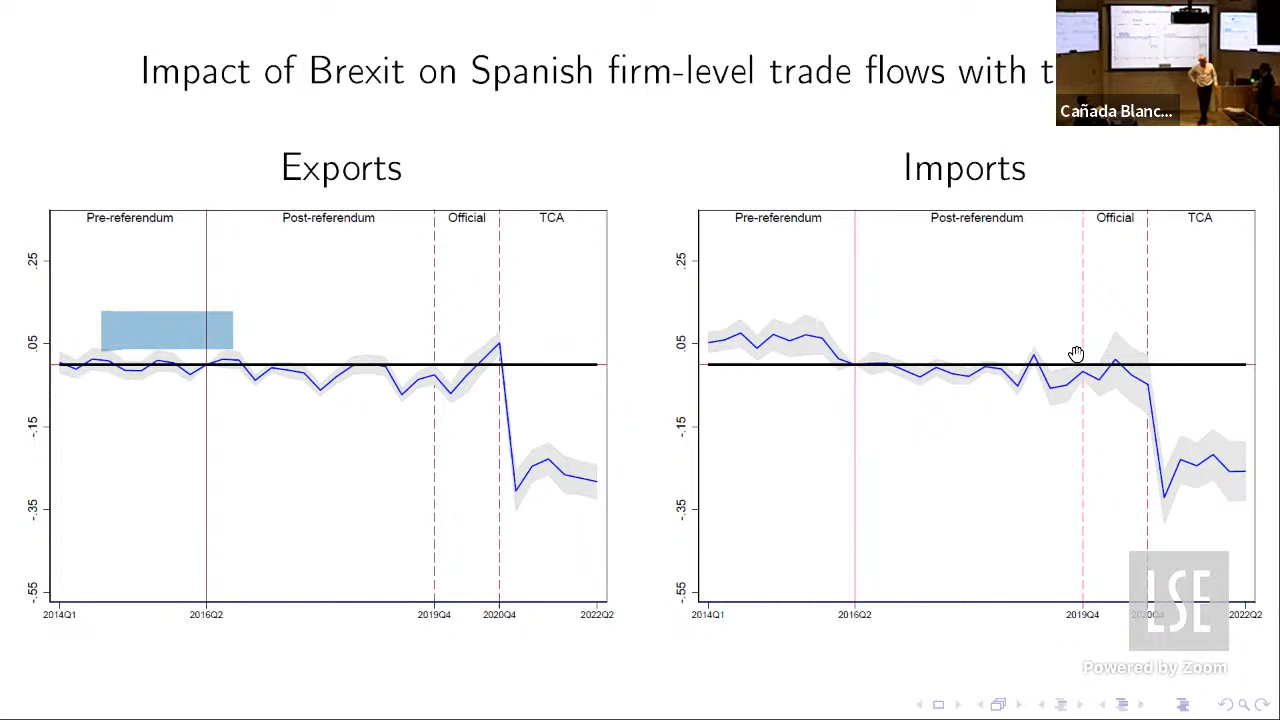 Impact of Brexit on Spanish firm-level trade flows with t
Cañada Blanc...
Exports
Pre-referendum
Post-referendum
Official
TCA
.25
.05
-.15
-.35
-.55
2014Q1
2016Q2
2019Q4
2020Q4
2022Q2
Imports
Pre-referendum
Post-referendum
Official
TCA
.25
.05
-.15
-.35
-.55
2014Q1
2016Q2
2019Q4
2020Q4
2022Q2
LSE
Powered by Zoom